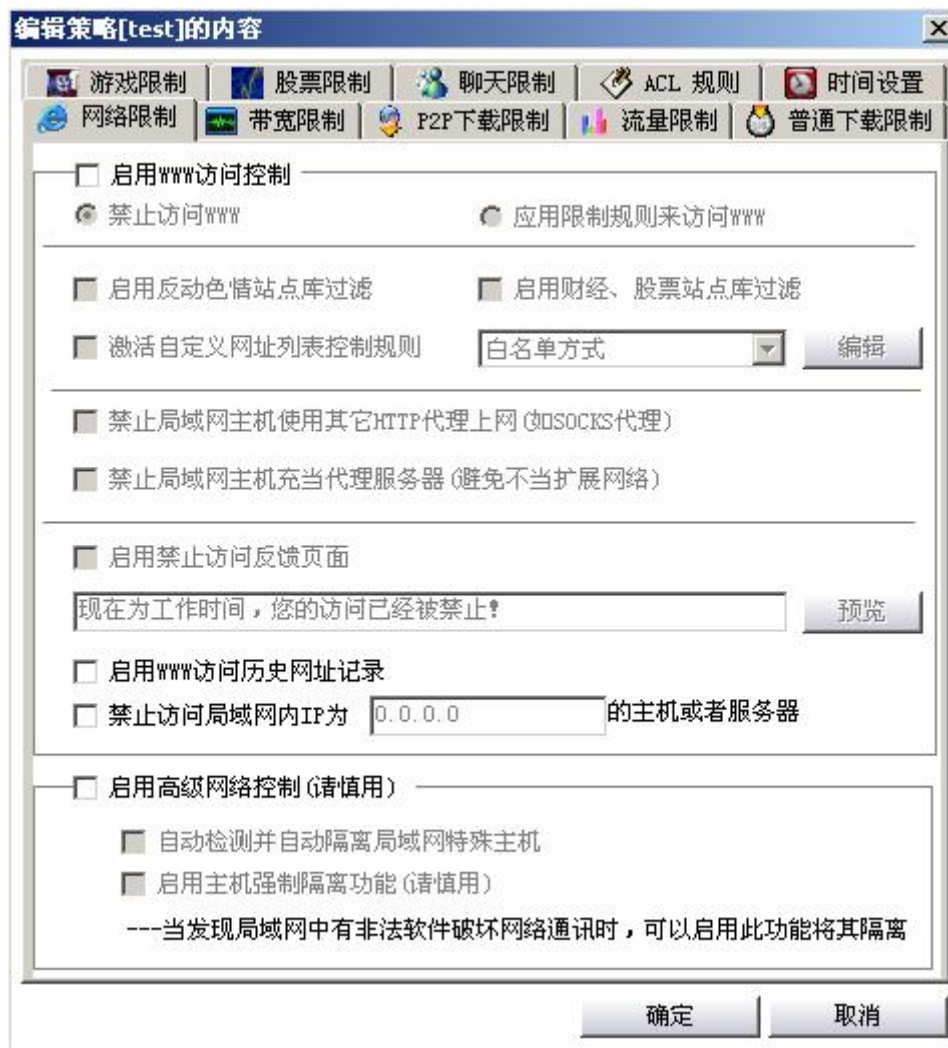 编辑策略[test]的内容
游戏限制 股票限制 聊天限制 ACL 规则 时间设置
网络限制 带宽限制 P2P下载限制 流量限制 普通下载限制
启用WWW访问控制
禁止访问WWW 应用限制规则来访问WWW
启用反动色情站点库过滤 启用财经、股票站点库过滤
激活自定义网址列表控制规则 白名单方式 编辑
禁止局域网主机使用其它HTTP代理上网(如SOCKS代理)
禁止局域网主机充当代理服务器(避免不当扩展网络)
启用禁止访问反馈页面
现在为工作时间，您的访问已经被禁止! 预览
启用WWW访问历史网址记录
禁止访问局域网内IP为 0.0.0.0 的主机或者服务器
启用高级网络控制(请慎用)
自动检测并自动隔离局域网特殊主机
启用主机强制隔离功能(请慎用)
---当发现局域网中有非法软件破坏网络通讯时，可以启用此功能将其隔离
确定 取消